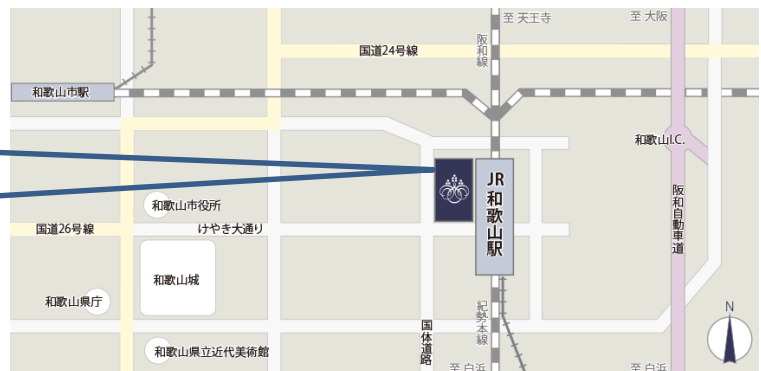 至 天王寺
至 大阪
阪和線
国道24号線
和歌山市駅
和歌山I.C.
JR和歌山駅
和歌山市役所
阪和自動車道
国道26号線
けやき大通り
和歌山城
和歌山県庁
N
紀勢本線
国体道路
和歌山県立近代美術館
至 白浜
至 白浜